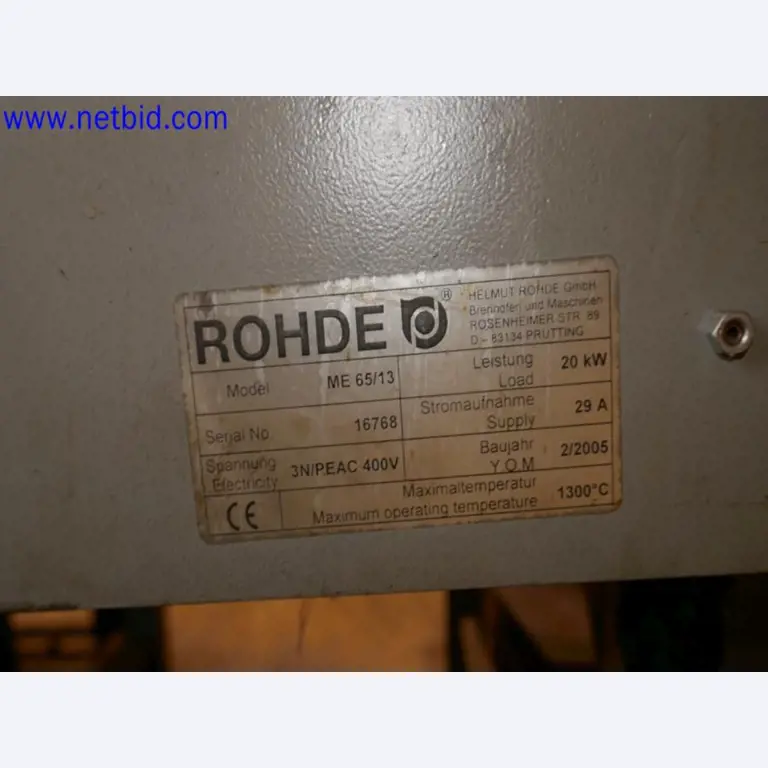 www.netbid.com
ROHDE ®
HELMUT ROHDE GmbH
Brennöfen und Maschinen
ROSENHEIMER STR. 89
D - 83134 PRUTTING
Model ME 65/13
Serial No. 16768
Spannung
Electricity 3N/PEAC 400V
Leistung
Load 20 kW
Stromaufnahme
Supply 29 A
Baujahr
Y.O.M 2/2005
CE
Maximaltemperatur
Maximum operating temperature 1300°C